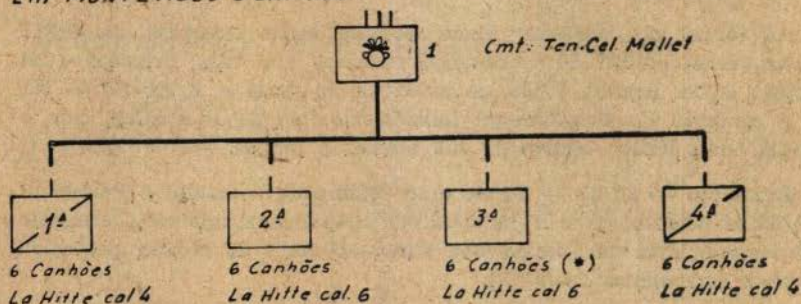 1 Cmt: Ten.Cel. Mallet
1ª 2ª 3ª 4ª
6 Canhões 6 Canhões 6 Canhões (*) 6 Canhões
La Hitte cal 4 La Hitte cal. 6 La Hitte cal 6 La Hitte cal 4